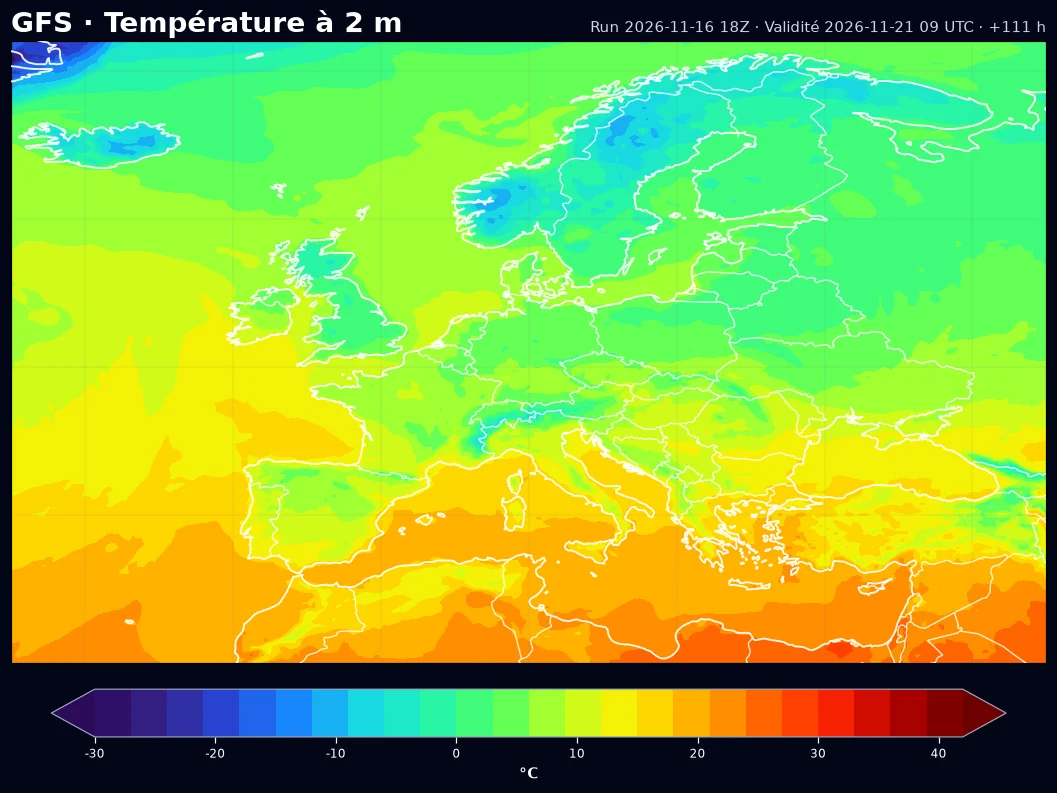 GFS · Température à 2 m
Run 2026-11-16 18Z · Validité 2026-11-21 09 UTC · +111 h
-30 -20 -10 0 10 20 30 40
°C